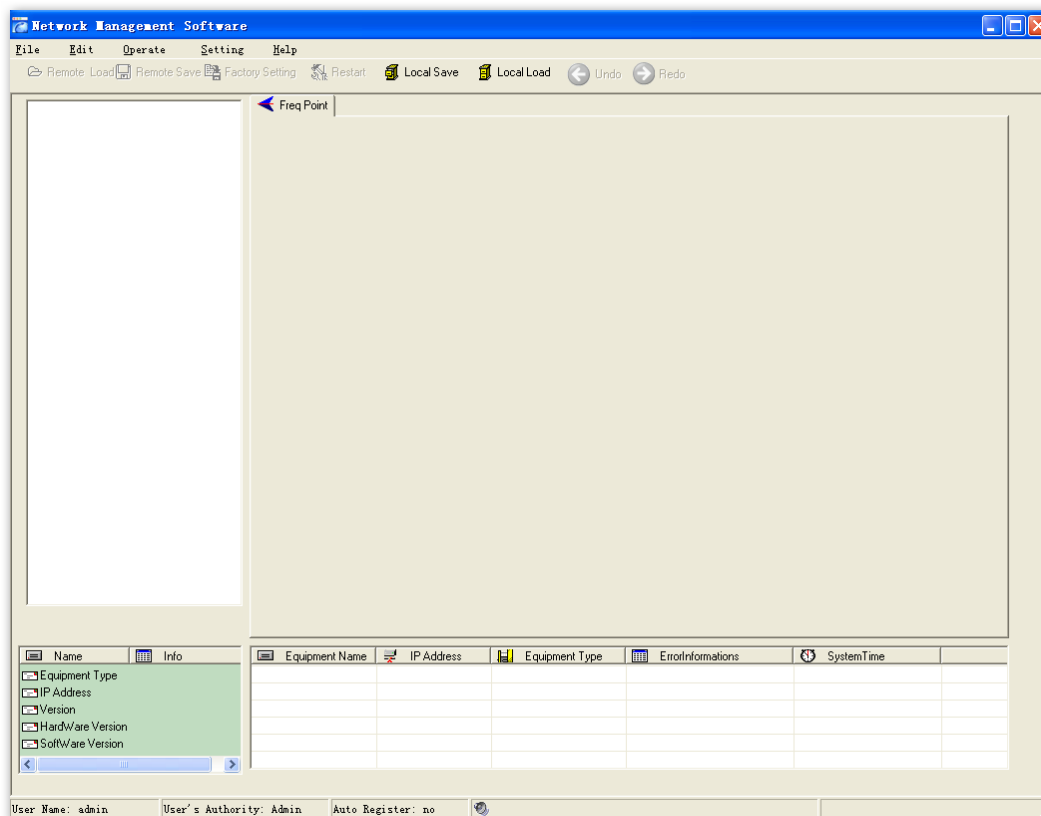 Network Management Software
File Edit Operate Setting Help
Remote Load Remote Save Factory Setting Restart Local Save Local Load Undo Redo
Freq Point
Name Info
Equipment Type
IP Address
Version
HardWare Version
SoftWare Version
Equipment Name IP Address Equipment Type ErrorInformations SystemTime
User Name: admin User's Authority: Admin Auto Register: no